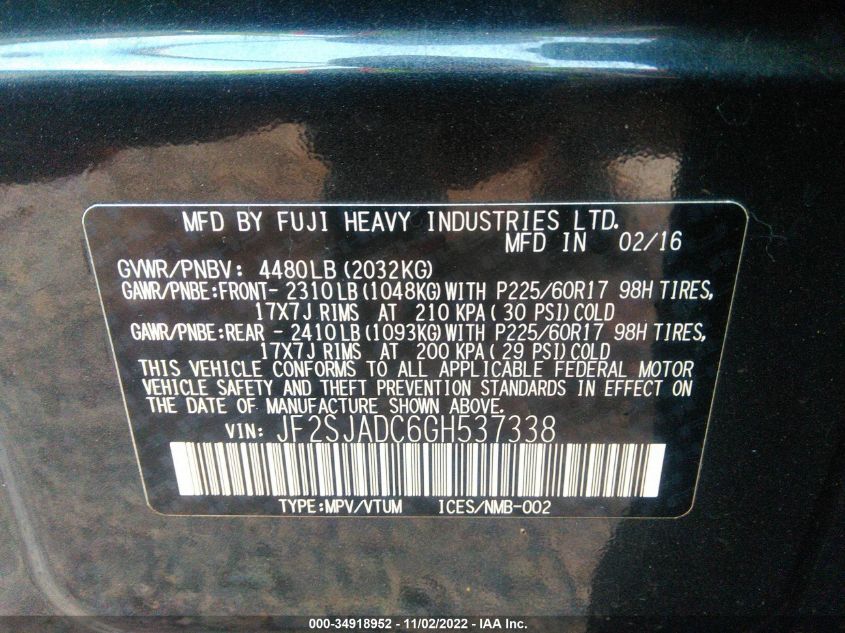 MFD BY FUJI HEAVY INDUSTRIES LTD.
MFD IN 02/16
GVWR/PNBV: 4480LB (2032KG)
GAWR/PNBE:FRONT- 2310LB (1048KG) WITH P225/60R17 98H TIRES,
17X7J RIMS AT 210 KPA ( 30 PSI) COLD
GAWR/PNBE:REAR - 2410LB (1093KG) WITH P225/60R17 98H TIRES,
17X7J RIMS AT 200 KPA ( 29 PSI) COLD
THIS VEHICLE CONFORMS TO ALL APPLICABLE FEDERAL MOTOR
VEHICLE SAFETY AND THEFT PREVENTION STANDARDS IN EFFECT ON
THE DATE OF MANUFACTURE SHOWN ABOVE.
VIN: JF2SJADC6GH537338
TYPE:MPV/VTUM ICES/NMB-002
000-34918952 - 11/02/2022 - IAA Inc.